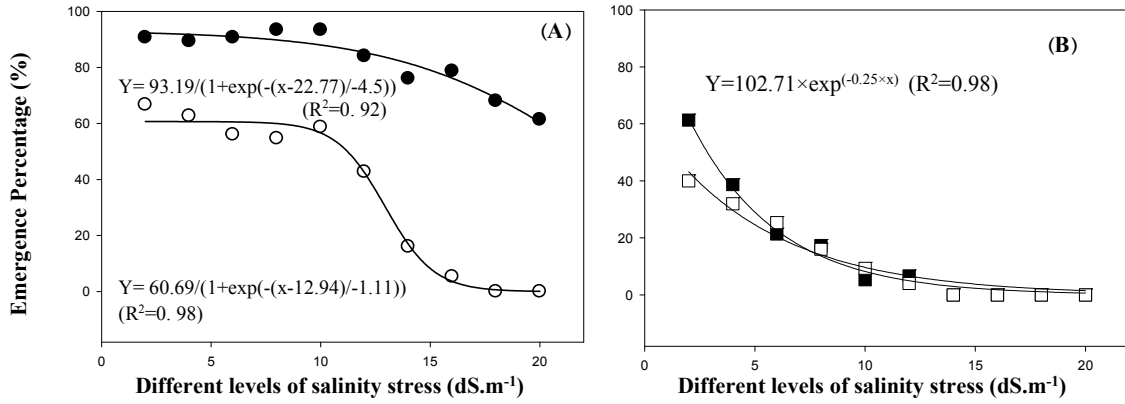 Emergence Percentage (%)
100
80
60
40
20
0
(A)
Y= 93.19/(1+exp(-(x-22.77)/-4.5))
(R²=0. 92)
Y= 60.69/(1+exp(-(x-12.94)/-1.11))
(R²=0. 98)
0 5 10 15 20
Different levels of salinity stress (dS.m⁻¹)
100
80
60
40
20
0
(B)
Y=102.71×exp⁽⁻⁰·²⁵ˣˣ⁾ (R²=0.98)
0 5 10 15 20
Different levels of salinity stress (dS.m⁻¹)